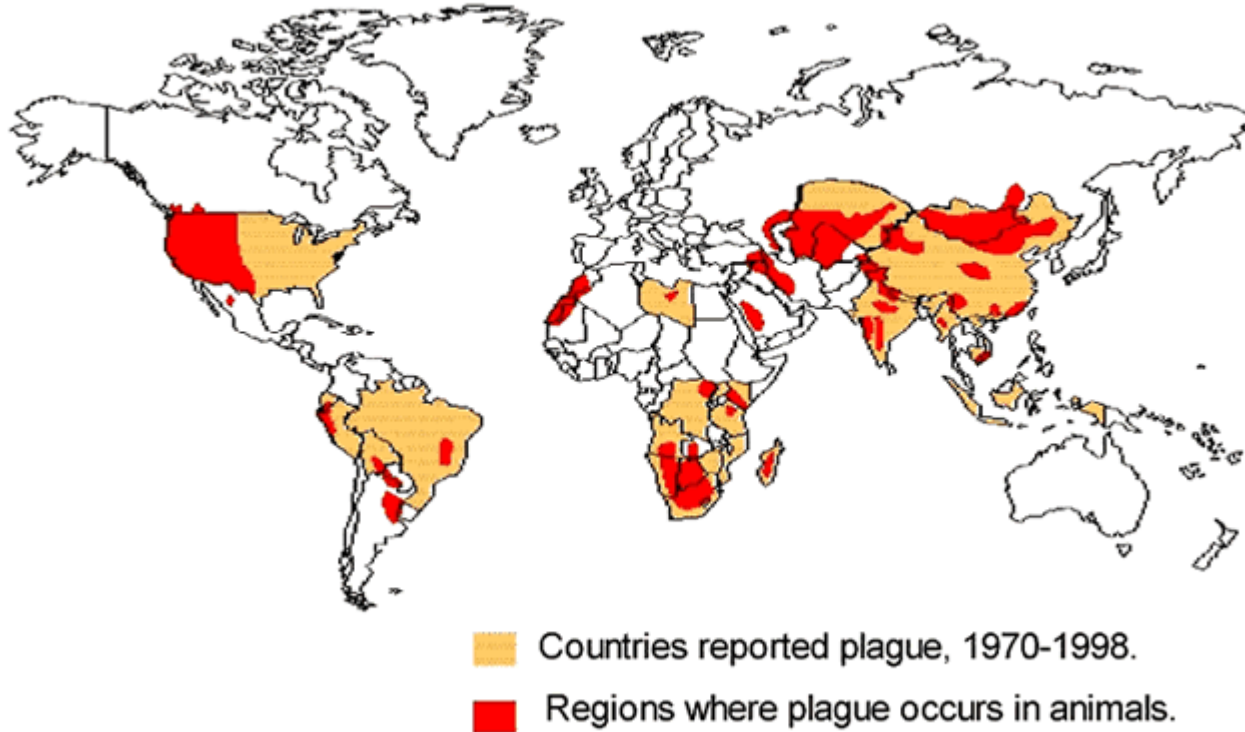 Countries reported plague, 1970-1998.
Regions where plague occurs in animals.